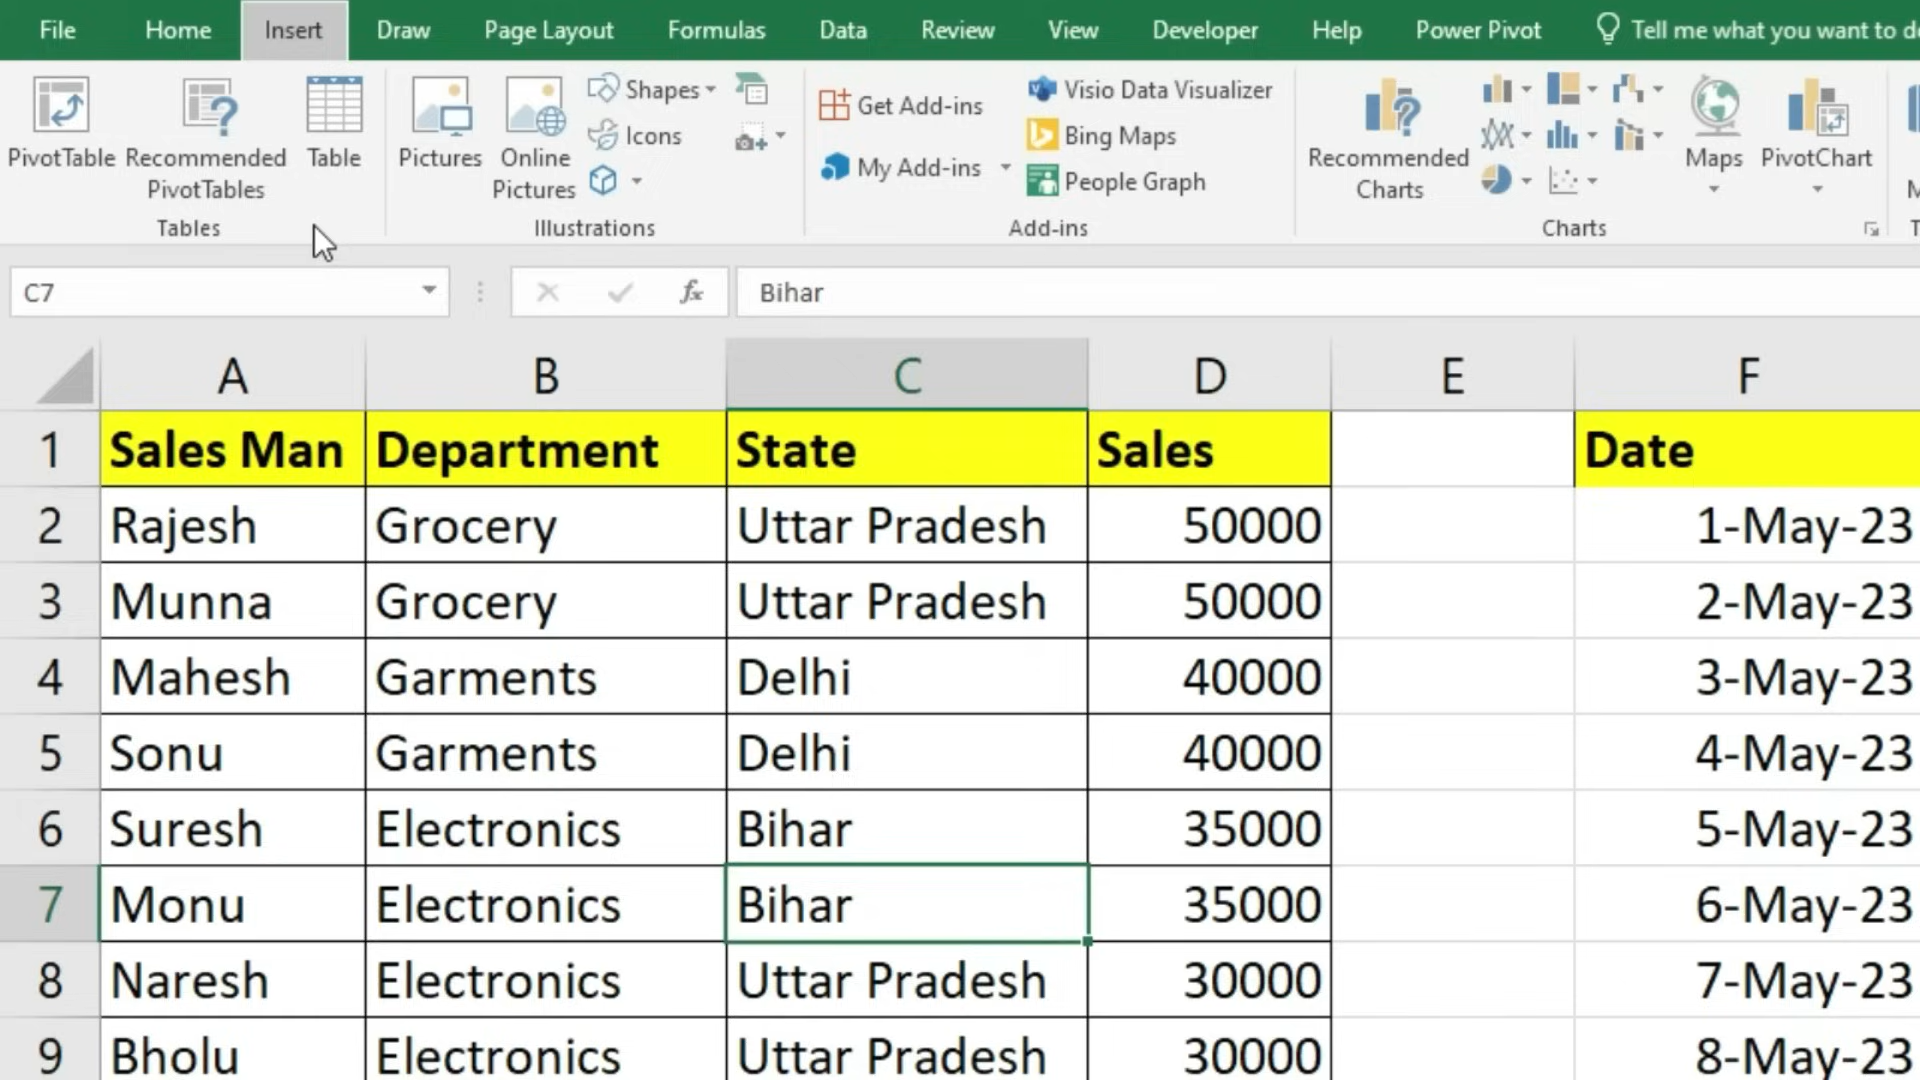 File Home Insert Draw Page Layout Formulas Data Review View Developer Help Power Pivot Tell me what you want to d
PivotTable
Recommended
PivotTables
Table
Tables
Pictures
Online
Pictures
Shapes
Icons
Illustrations
Get Add-ins
My Add-ins
Visio Data Visualizer
Bing Maps
People Graph
Add-ins
Recommended
Charts
Maps
PivotChart
Charts
C7 fx Bihar
A B C D E F
1 Sales Man Department State Sales Date
2 Rajesh Grocery Uttar Pradesh 50000 1-May-23
3 Munna Grocery Uttar Pradesh 50000 2-May-23
4 Mahesh Garments Delhi 40000 3-May-23
5 Sonu Garments Delhi 40000 4-May-23
6 Suresh Electronics Bihar 35000 5-May-23
7 Monu Electronics Bihar 35000 6-May-23
8 Naresh Electronics Uttar Pradesh 30000 7-May-23
9 Bholu Electronics Uttar Pradesh 30000 8-May-23